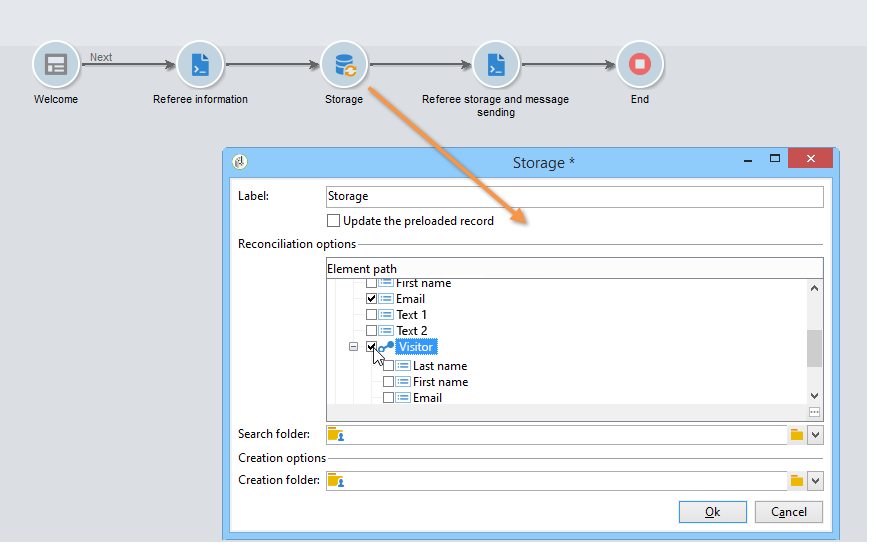 Next
Welcome
Referee information
Storage
Referee storage and message
sending
End
Storage *
Label:
Storage
Update the preloaded record
Reconciliation options
Element path
First name
Email
Text 1
Text 2
Visitor
Last name
First name
Email
Search folder:
Creation options
Creation folder:
Ok
Cancel